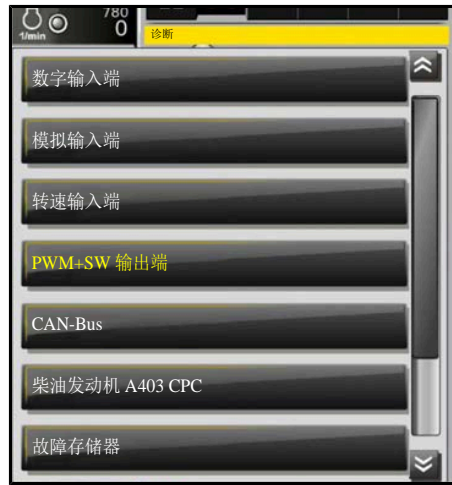 780
1/min 0
诊断
数字输入端
模拟输入端
转速输入端
PWM+SW 输出端
CAN-Bus
柴油发动机 A403 CPC
故障存储器